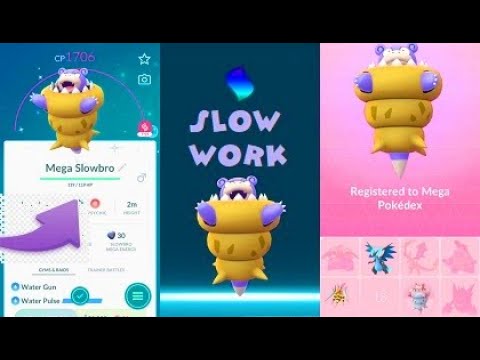 CP1706
Mega Slowbro
PSYCHIC
2m
HEIGHT
30
SLOWBRO
MEGA ENERGY
GYMS & RAIDS
TRAINER BATTLES
Water Gun
Water Pulse
SLOW
WORK
Registered to Mega
Pokédex